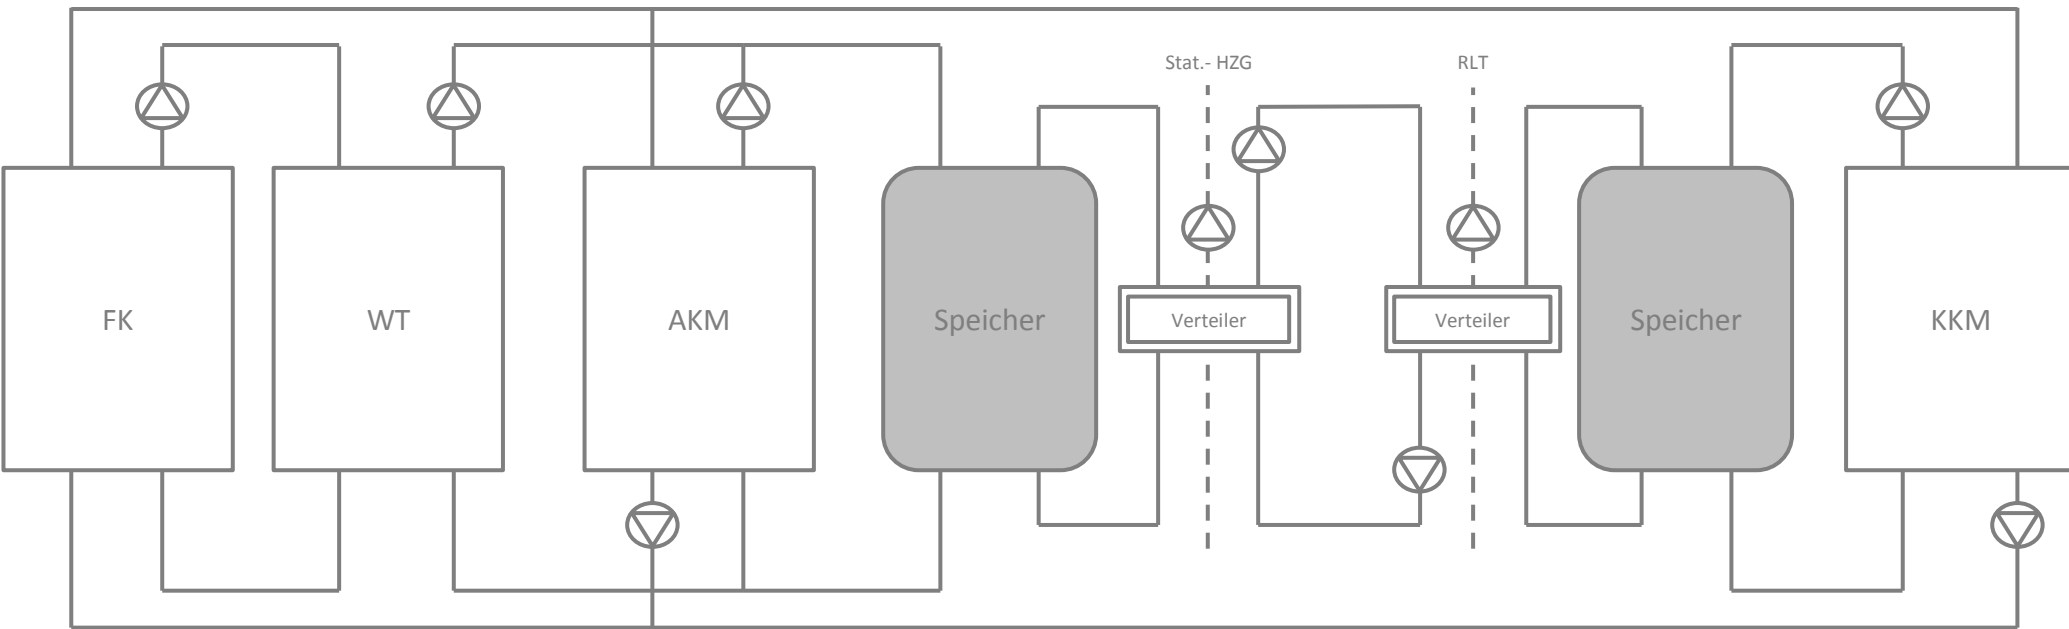 Stat.- HZG
RLT
FK
WT
AKM
Speicher
Verteiler
Verteiler
Speicher
KKM